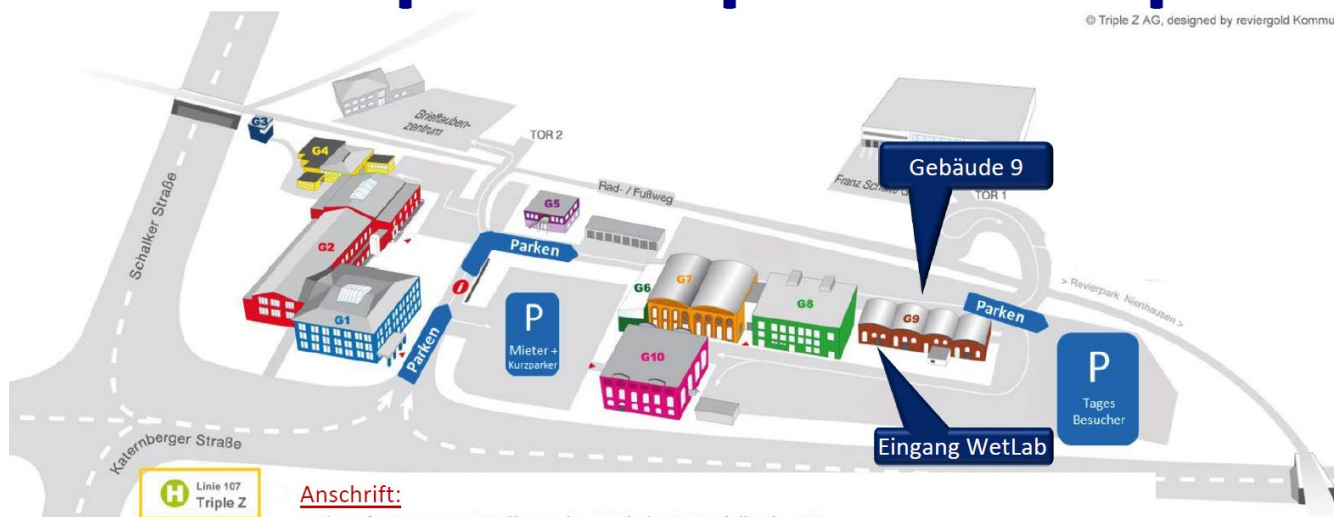 © Triple Z AG, designed by reviergold Kommu
Brieftauben-
zentrum
TOR 2
G3
G4
Schalker Straße
Rad- / Fußweg
Gebäude 9
Franz
TOR 1
G5
G2
Parken
G1
G6
G7
G8
G9
Parken
> Revierpark Nienhausen >
P
Mieter +
Kurzparker
Parken
G10
P
Tages
Besucher
Eingang WetLab
Katernberger Straße
H Linie 107
Triple Z
Anschrift: